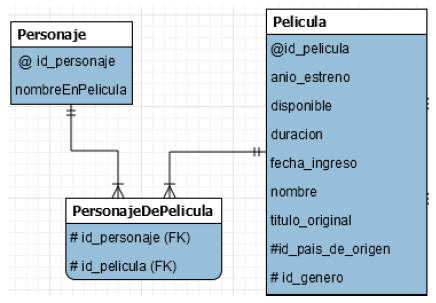 Personaje
@ id_personaje
nombreEnPelicula
Pelicula
@id_pelicula
anio_estreno
disponible
duracion
fecha_ingreso
nombre
titulo_original
#id_pais_de_origen
# id_genero
PersonajeDePelicula
# id_personaje (FK)
# id_pelicula (FK)